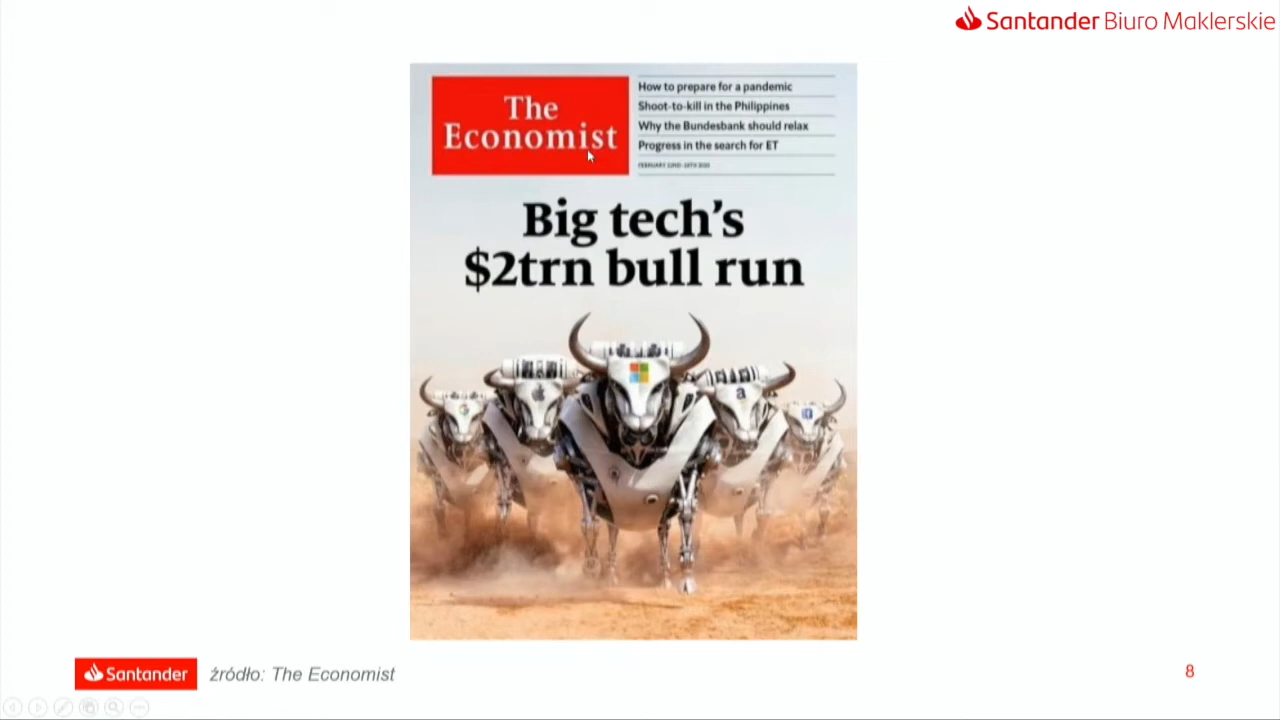 Santander Biuro Maklerskie
The
Economist
How to prepare for a pandemic
Shoot-to-kill in the Philippines
Why the Bundesbank should relax
Progress in the search for ET
Big tech's
$2trn bull run
a
Santander
źródło: The Economist
8